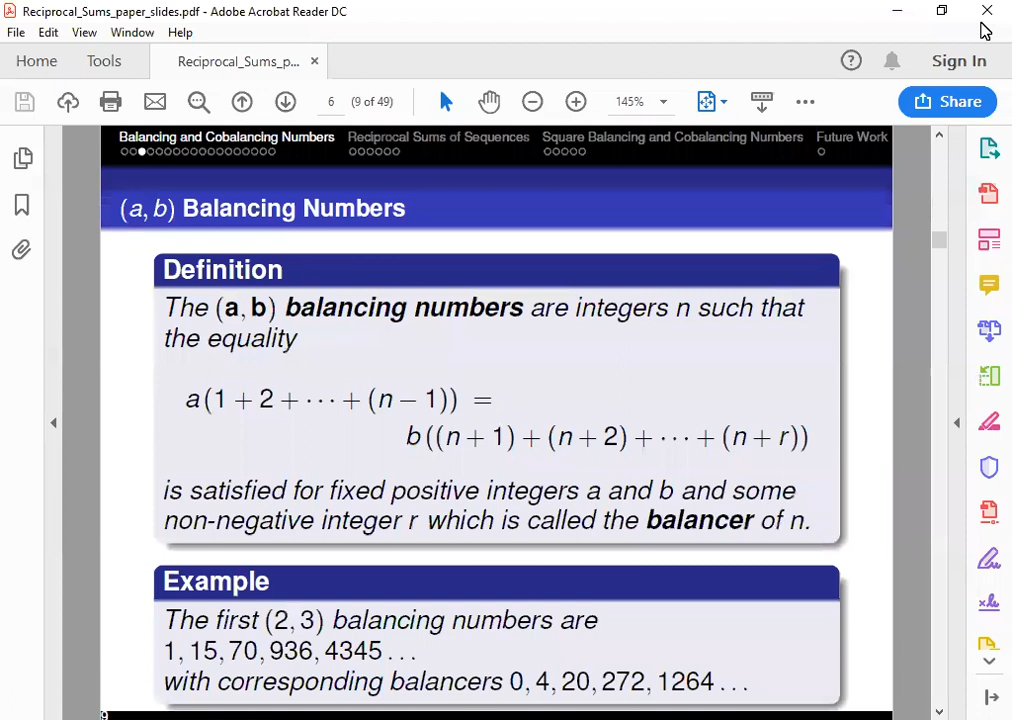 Reciprocal_Sums_paper_slides.pdf - Adobe Acrobat Reader DC
File Edit View Window Help
Home Tools Reciprocal_Sums_p... × Sign In
6 (9 of 49) 145% Share
Balancing and Cobalancing Numbers Reciprocal Sums of Sequences Square Balancing and Cobalancing Numbers Future Work
(a, b) Balancing Numbers
Definition
The (a, b) balancing numbers are integers n such that
the equality
a(1 + 2 + ⋯ + (n − 1)) =
b((n + 1) + (n + 2) + ⋯ + (n + r))
is satisfied for fixed positive integers a and b and some
non-negative integer r which is called the balancer of n.
Example
The first (2, 3) balancing numbers are
1, 15, 70, 936, 4345 . . .
with corresponding balancers 0, 4, 20, 272, 1264 . . .
9